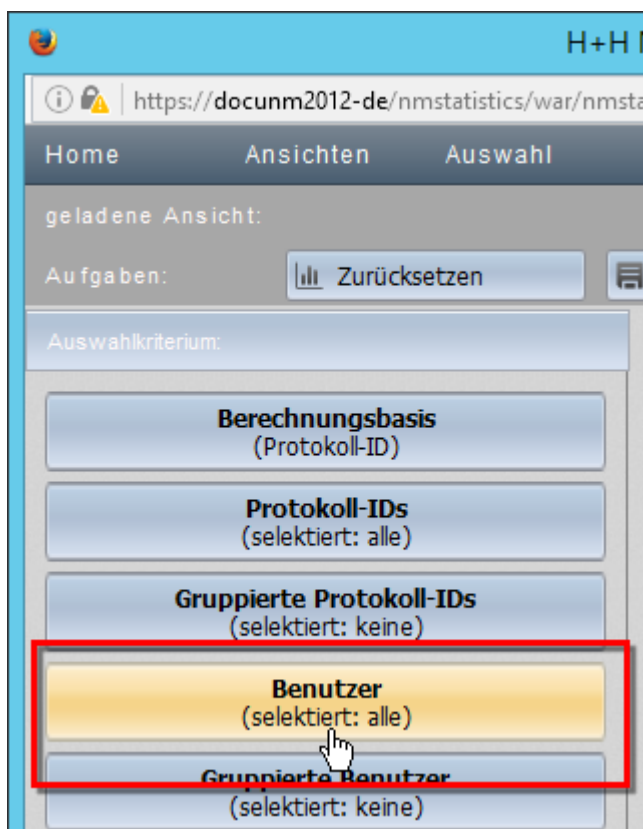 H+H
https://docunm2012-de/nmstatistics/war/nmsta
Home Ansichten Auswahl
geladene Ansicht:
Aufgaben: Zurücksetzen
Auswahlkriterium:
Berechnungsbasis
(Protokoll-ID)
Protokoll-IDs
(selektiert: alle)
Gruppierte Protokoll-IDs
(selektiert: keine)
Benutzer
(selektiert: alle)
Gruppierte Benutzer
(selektiert: keine)